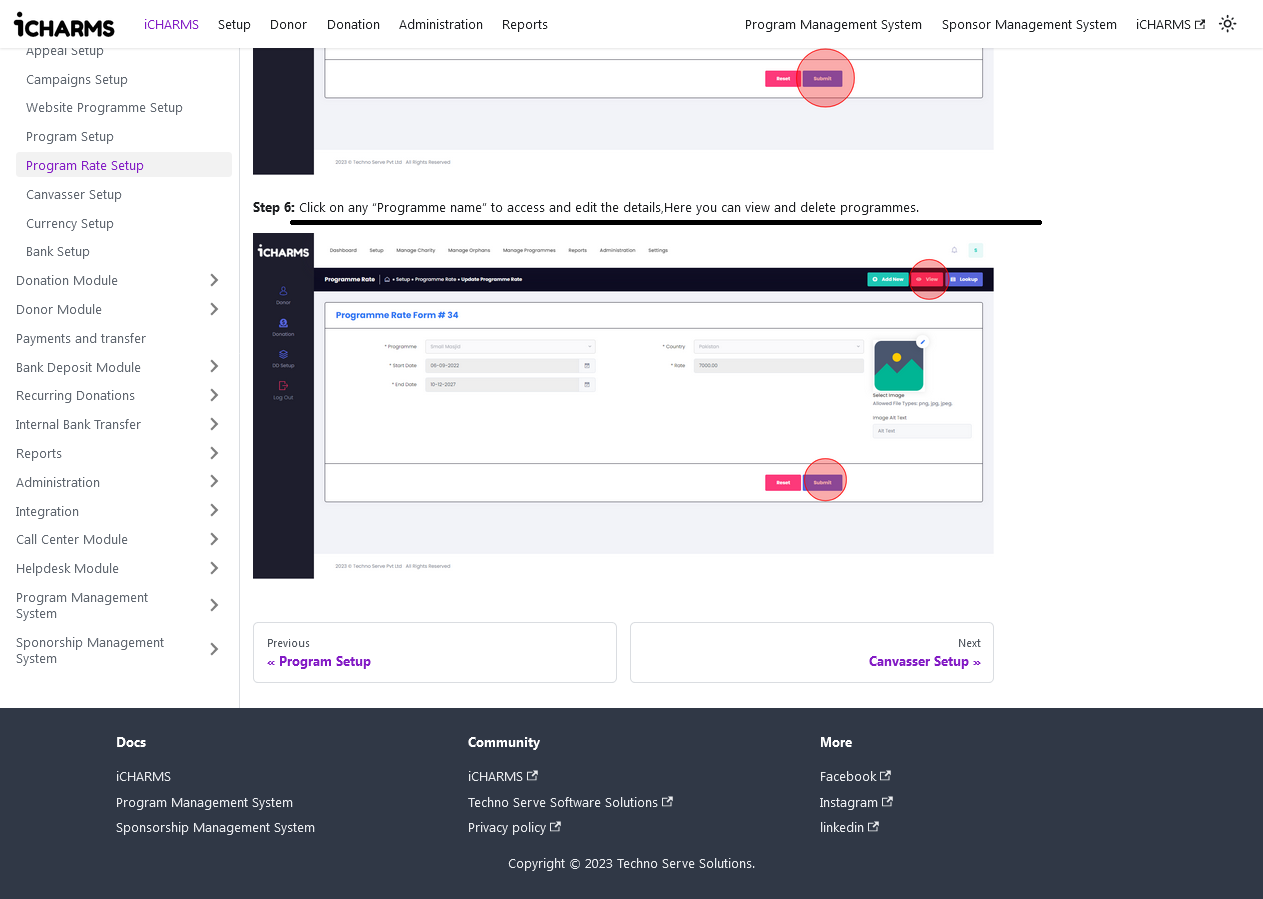 iCHARMS
iCHARMS Setup Donor Donation Administration Reports Program Management System Sponsor Management System iCHARMS
Appeal Setup
Campaigns Setup
Website Programme Setup
Program Setup
Program Rate Setup
Canvasser Setup
Currency Setup
Bank Setup
Donation Module
Donor Module
Payments and transfer
Bank Deposit Module
Recurring Donations
Internal Bank Transfer
Reports
Administration
Integration
Call Center Module
Helpdesk Module
Program Management
System
Sponorship Management
System
Reset Submit
2023 © Techno Serve Pvt Ltd All Rights Reserved
Step 6: Click on any “Programme name” to access and edit the details,Here you can view and delete programmes.
iCHARMS
Dashboard Setup Manage Charity Manage Orphans Manage Programmes Reports Administration Settings
Programme Rate Setup Programme Rate Update Programme Rate
Add New View Lookup
Donor
Donation
DD Setup
Log Out
Programme Rate Form # 34
* Programme Small Masjid * Country Pakistan
* Start Date 06-09-2022 * Rate 7000.00
* End Date 10-12-2027
Select Image
Allowed File Types: png, jpg, jpeg.
Image Alt Text
Alt Text
Reset Submit
2023 © Techno Serve Pvt Ltd All Rights Reserved
Previous
« Program Setup
Next
Canvasser Setup »
Docs
iCHARMS
Program Management System
Sponsorship Management System
Community
iCHARMS
Techno Serve Software Solutions
Privacy policy
More
Facebook
Instagram
linkedin
Copyright © 2023 Techno Serve Solutions.